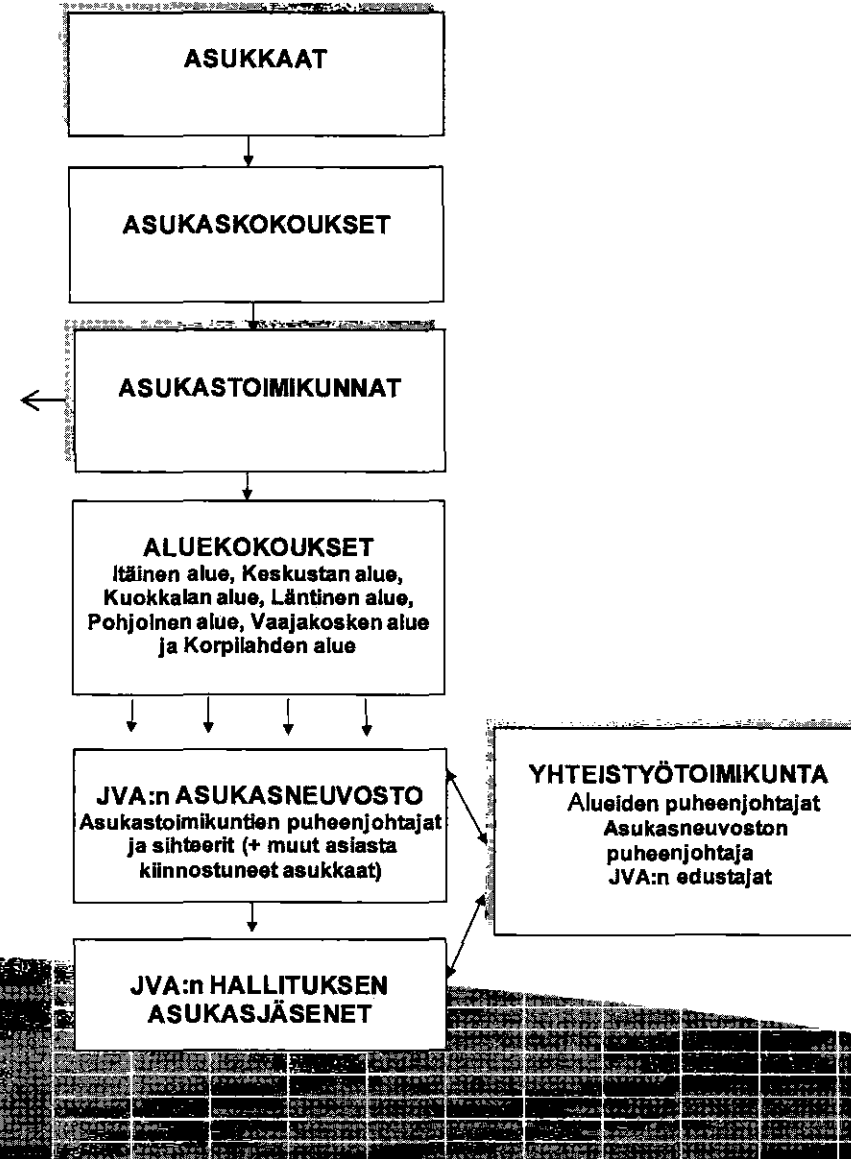 ASUKKAAT
ASUKASKOKOUKSET
ASUKASTOIMIKUNNAT
ALUEKOKOUKSET
Itäinen alue, Keskustan alue,
Kuokkalan alue, Läntinen alue,
Pohjoinen alue, Vaajakosken alue
ja Korpilahden alue
JVA:n ASUKASNEUVOSTO
Asukastoimikuntien puheenjohtajat
ja sihteerit (+ muut asiasta
kiinnostuneet asukkaat)
YHTEISTYÖTOIMIKUNTA
Alueiden puheenjohtajat
Asukasneuvoston
puheenjohtaja
JVA:n edustajat
JVA:n HALLITUKSEN
ASUKASJÄSENET